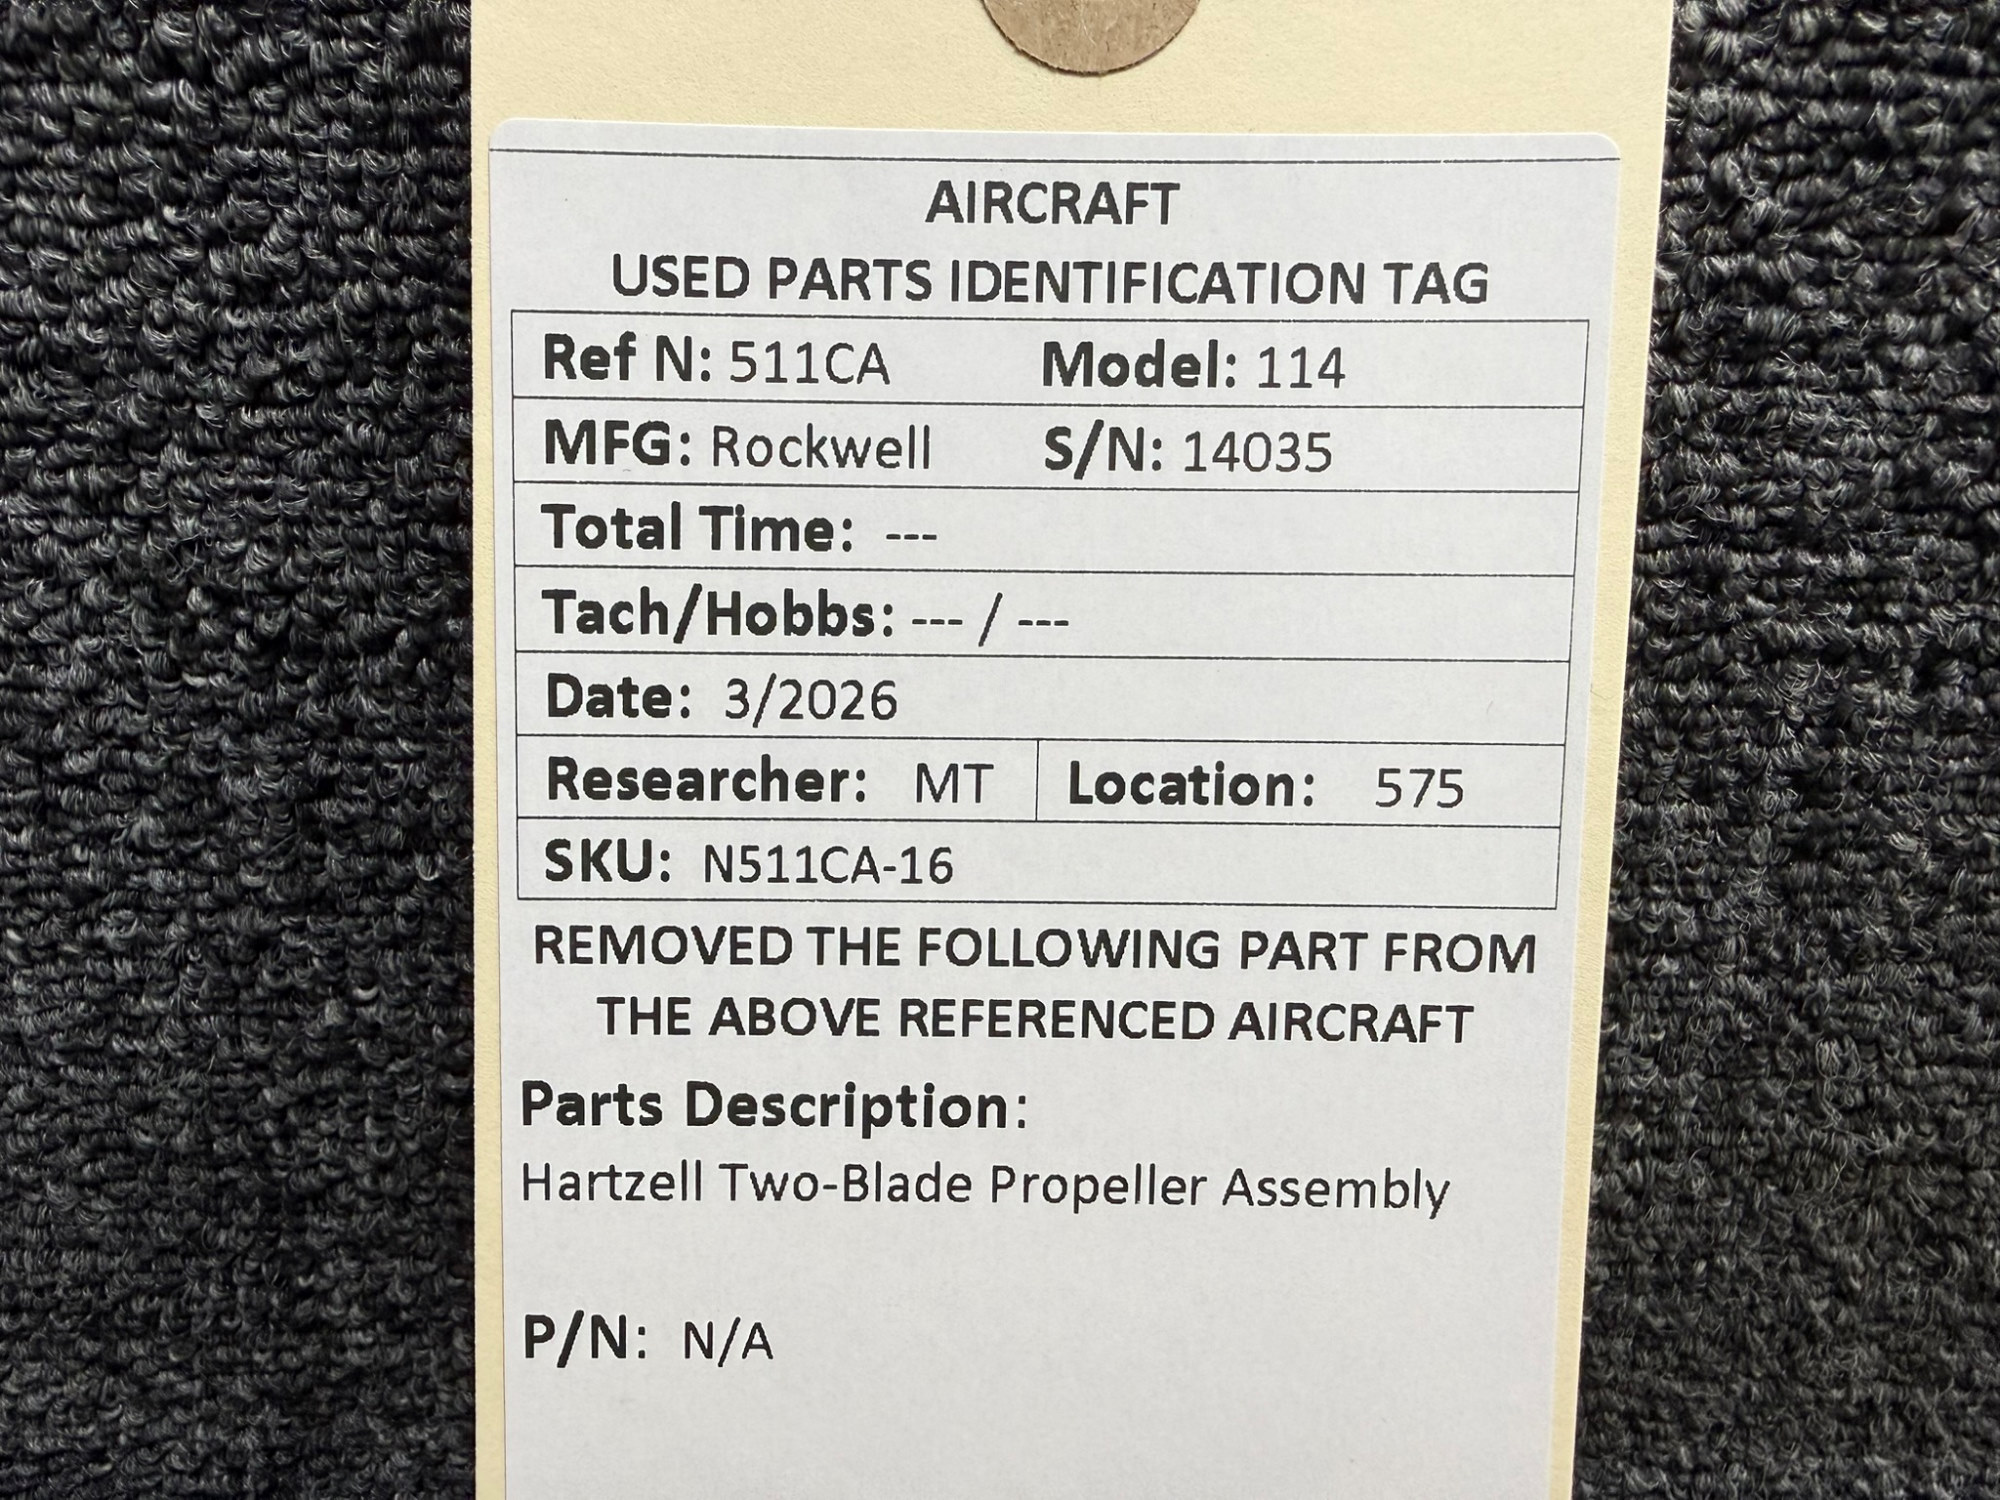 AIRCRAFT
USED PARTS IDENTIFICATION TAG
Ref N: 511CA Model: 114
MFG: Rockwell S/N: 14035
Total Time: ---
Tach/Hobbs: --- / ---
Date: 3/2026
Researcher: MT Location: 575
SKU: N511CA-16
REMOVED THE FOLLOWING PART FROM
THE ABOVE REFERENCED AIRCRAFT
Parts Description:
Hartzell Two-Blade Propeller Assembly
P/N: N/A